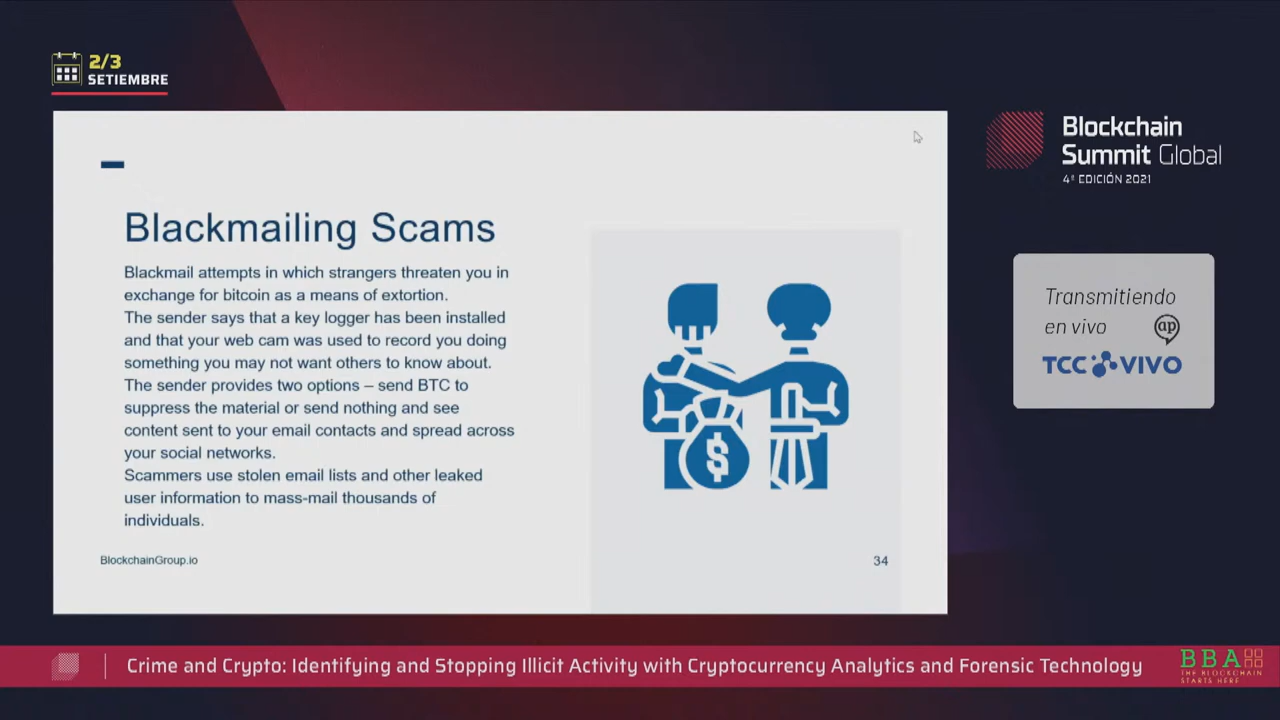 2/3
SETIEMBRE
Blockchain
Summit Global
4ª EDICIÓN 2021
Blackmailing Scams
Blackmail attempts in which strangers threaten you in
exchange for bitcoin as a means of extortion.
The sender says that a key logger has been installed
and that your web cam was used to record you doing
something you may not want others to know about.
The sender provides two options – send BTC to
suppress the material or send nothing and see
content sent to your email contacts and spread across
your social networks.
Scammers use stolen email lists and other leaked
user information to mass-mail thousands of
individuals.
$
BlockchainGroup.io
34
Transmitiendo
en vivo
ap
TCC VIVO
Crime and Crypto: Identifying and Stopping Illicit Activity with Cryptocurrency Analytics and Forensic Technology
BBA
THE BLOCKCHAIN
STARTS HERE